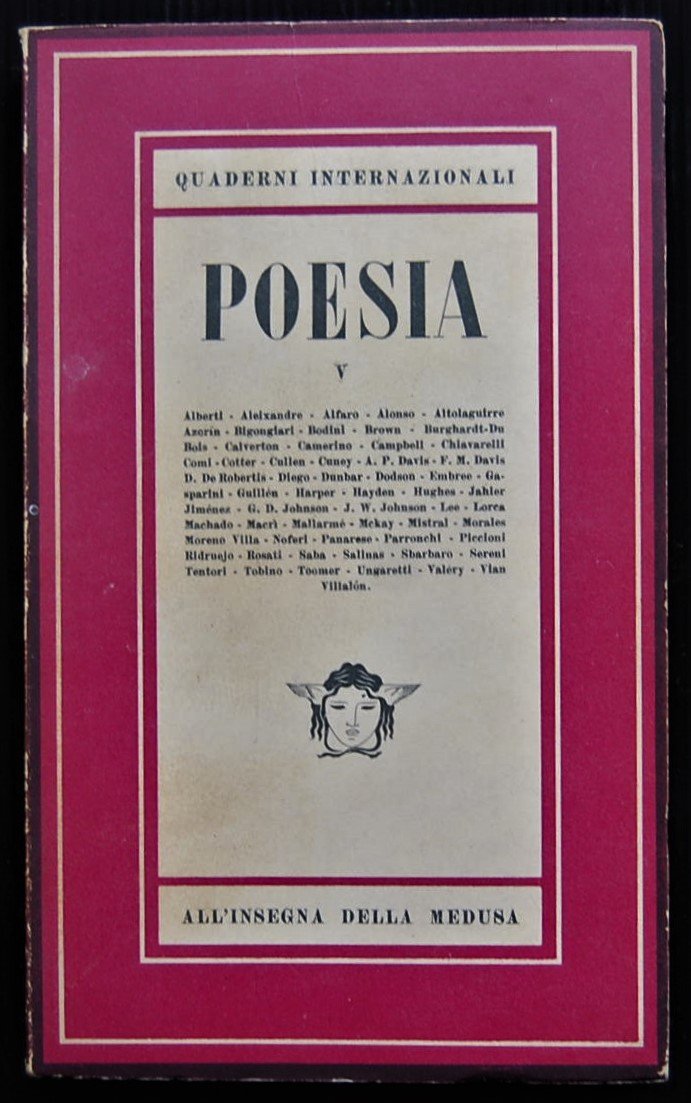 QUADERNI INTERNAZIONALI
POESIA
V
Alberti - Aleixandre - Alfaro - Alonso - Altolaguirre
Azorín - Bigongiari - Bodini - Brown - Burghardt-Du
Bois - Calverton - Camerino - Campbell - Chiavarelli
Comi - Cotter - Cullen - Cuney - A. P. Davis - F. M. Davis
D. De Robertis - Diego - Dunbar - Dodson - Embree - Ga-
sparini - Guillén - Harper - Hayden - Hughes - Jahier
Jiménez - G. D. Johnson - J. W. Johnson - Lee - Lorca
Machado - Macrì - Mallarmé - Mckay - Mistral - Morales
Moreno Villa - Noferi - Panarese - Parronchi - Piccioni
Ridruejo - Rosati - Saba - Salinas - Sbarbaro - Sereni
Tentori - Tobino - Toomer - Ungaretti - Valéry - Vlan
Villalón.
ALL'INSEGNA DELLA MEDUSA